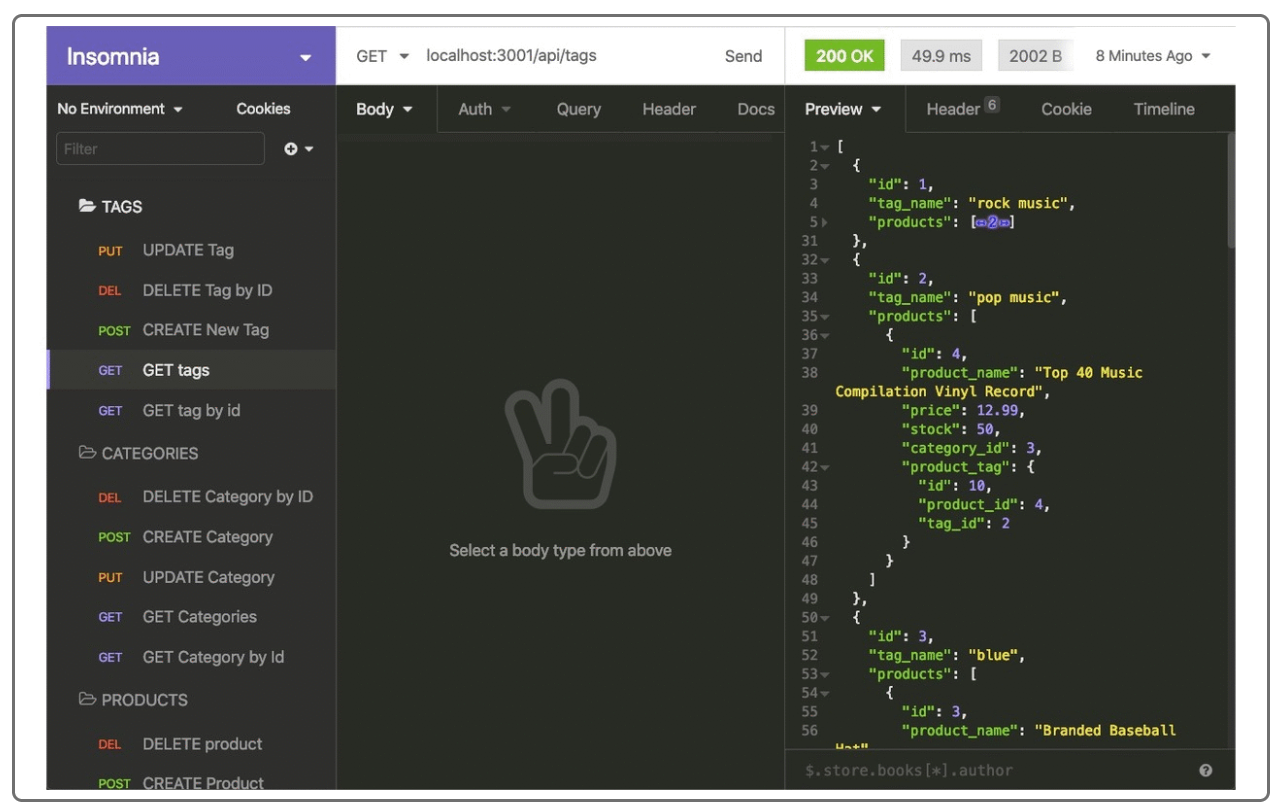 Insomnia
GET localhost:3001/api/tags Send
200 OK 49.9 ms 2002 B 8 Minutes Ago
No Environment Cookies
Body Auth Query Header Docs
Preview Header 6 Cookie Timeline
Filter
TAGS
PUT UPDATE Tag
DEL DELETE Tag by ID
POST CREATE New Tag
GET GET tags
GET GET tag by id
CATEGORIES
DEL DELETE Category by ID
POST CREATE Category
PUT UPDATE Category
GET GET Categories
GET GET Category by Id
PRODUCTS
DEL DELETE product
POST CREATE Product
Select a body type from above
1 [
2 {
3 "id": 1,
4 "tag_name": "rock music",
5 "products": [↔2↔]
31 },
32 {
33 "id": 2,
34 "tag_name": "pop music",
35 "products": [
36 {
37 "id": 4,
38 "product_name": "Top 40 Music
Compilation Vinyl Record",
39 "price": 12.99,
40 "stock": 50,
41 "category_id": 3,
42 "product_tag": {
43 "id": 10,
44 "product_id": 4,
45 "tag_id": 2
46 }
47 }
48 ]
49 },
50 {
51 "id": 3,
52 "tag_name": "blue",
53 "products": [
54 {
55 "id": 3,
56 "product_name": "Branded Baseball
Hat"
$.store.books[*].author